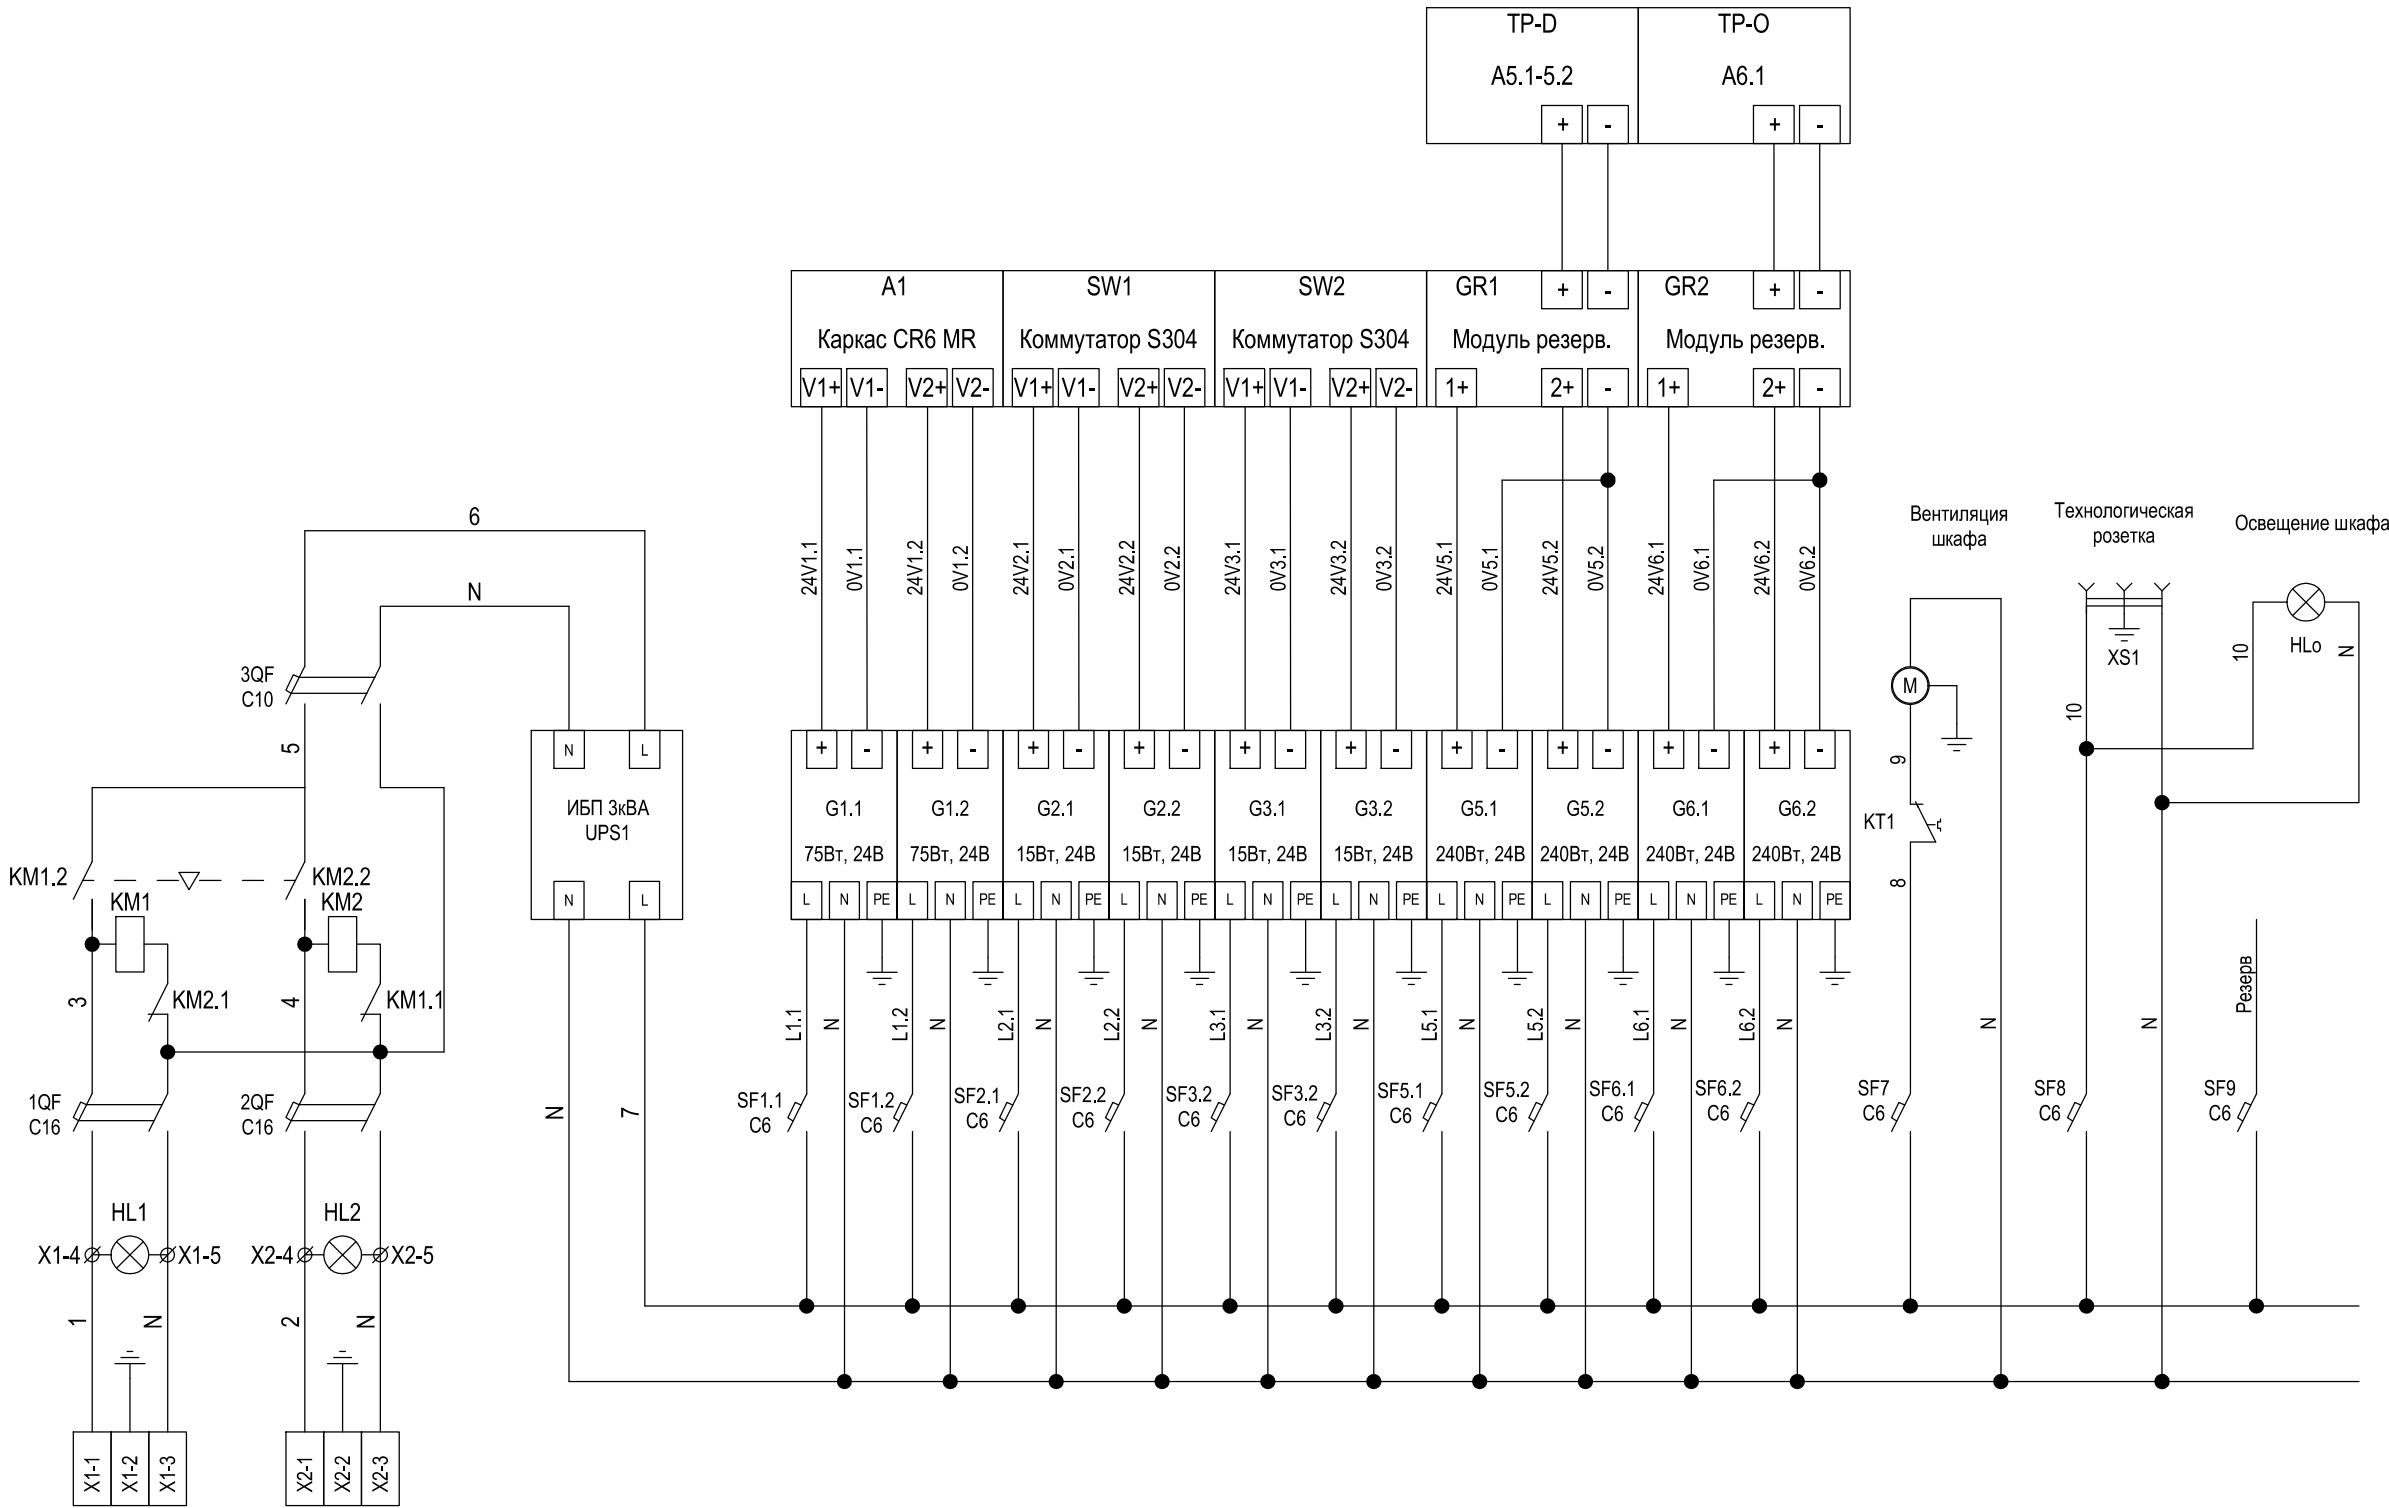 TP-D
TP-O
A5.1-5.2
A6.1
+ - + -
A1
SW1
SW2
GR1 + -
GR2 + -
Каркас CR6 MR
Коммутатор S304
Коммутатор S304
Модуль резерв.
Модуль резерв.
V1+ V1- V2+ V2-
V1+ V1- V2+ V2-
V1+ V1- V2+ V2-
1+ 2+ -
1+ 2+ -
24V1.1
0V1.1
24V1.2
0V1.2
24V2.1
0V2.1
24V2.2
0V2.2
24V3.1
0V3.1
24V3.2
0V3.2
24V5.1
0V5.1
24V5.2
0V5.2
24V6.1
0V6.1
24V6.2
0V6.2
Вентиляция
шкафа
Технологическая
розетка
Освещение шкафа
6
N
3QF
C10
5
N L
ИБП 3кВА
UPS1
N L
N
7
+ - + - + - + - + - + - + - + - + - + -
G1.1
G1.2
G2.1
G2.2
G3.1
G3.2
G5.1
G5.2
G6.1
G6.2
75Вт, 24В
75Вт, 24В
15Вт, 24В
15Вт, 24В
15Вт, 24В
15Вт, 24В
240Вт, 24В
240Вт, 24В
240Вт, 24В
240Вт, 24В
L N PE L N PE L N PE L N PE L N PE L N PE L N PE L N PE L N PE L N PE
L1.1
N
L1.2
N
L2.1
N
L2.2
N
L3.1
N
L3.2
N
L5.1
N
L5.2
N
L6.1
N
L6.2
N
SF1.1
C6
SF1.2
C6
SF2.1
C6
SF2.2
C6
SF3.2
C6
SF3.2
C6
SF5.1
C6
SF5.2
C6
SF6.1
C6
SF6.2
C6
M
9
KT1
8
N
SF7
C6
XS1
10
N
SF8
C6
10
HLo
N
Резерв
SF9
C6
KM1.2
KM2.2
KM1
KM2
3
KM2.1
4
KM1.1
1QF
C16
2QF
C16
HL1
HL2
X1-4
X1-5
X2-4
X2-5
1
N
2
N
X1-1
X1-2
X1-3
X2-1
X2-2
X2-3